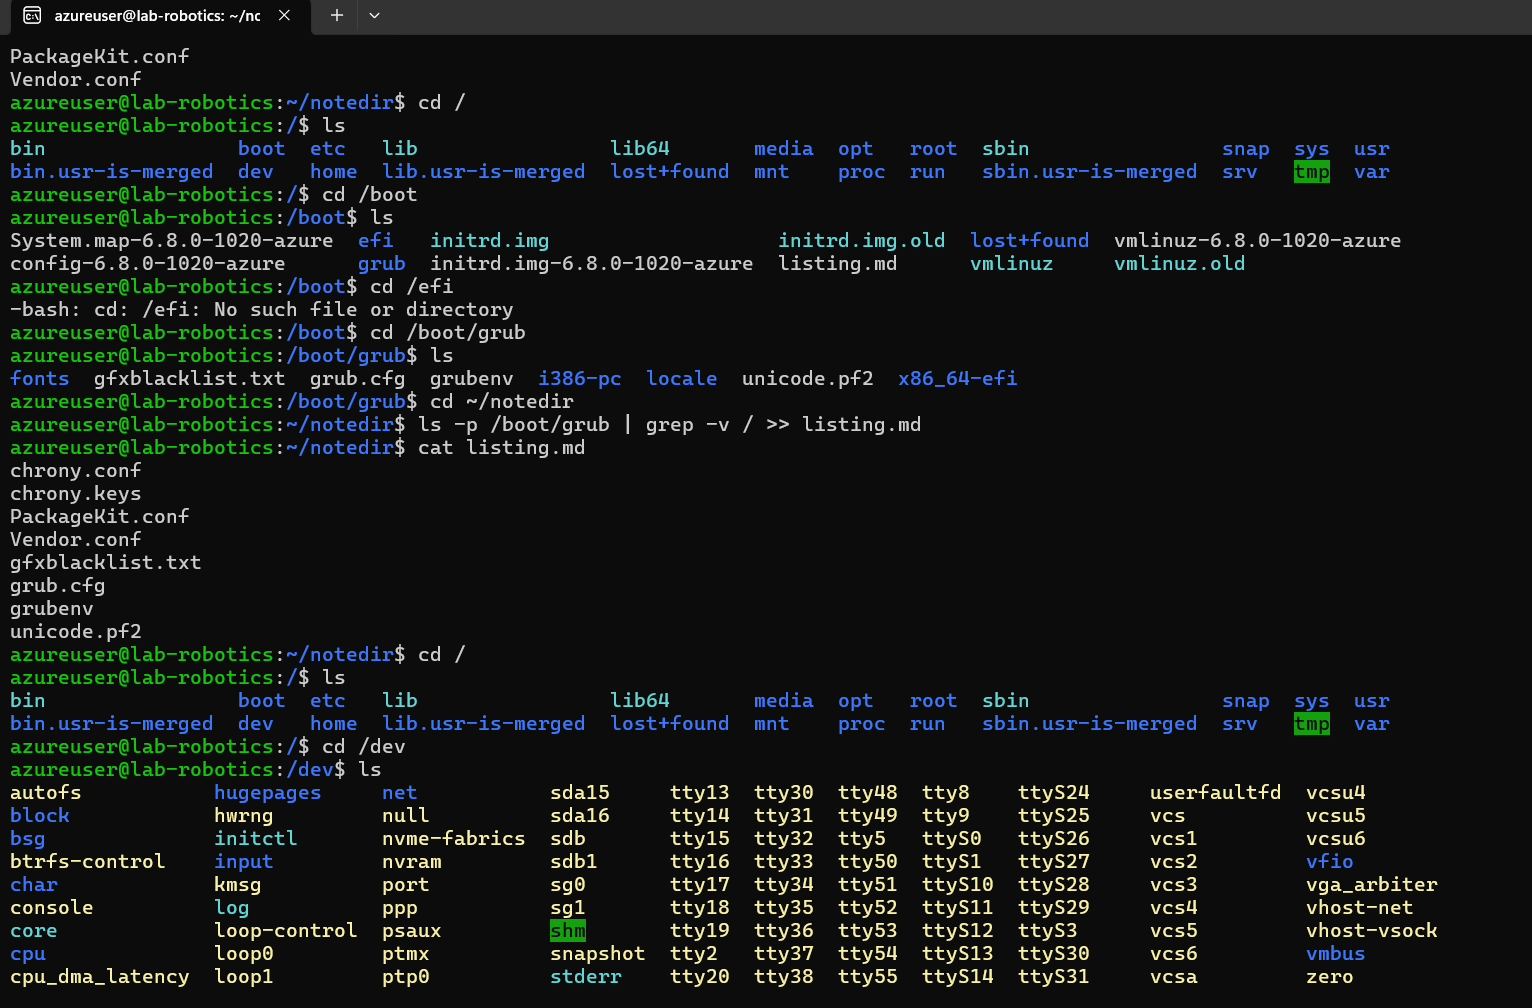 azureuser@lab-robotics: ~/nc
PackageKit.conf
Vendor.conf
azureuser@lab-robotics:~/notedir$ cd /
azureuser@lab-robotics:/$ ls
bin                boot  etc   lib                lib64       media  opt   root  sbin                snap  sys  usr
bin.usr-is-merged  dev   home  lib.usr-is-merged  lost+found  mnt    proc  run   sbin.usr-is-merged  srv   tmp  var
azureuser@lab-robotics:/$ cd /boot
azureuser@lab-robotics:/boot$ ls
System.map-6.8.0-1020-azure  efi   initrd.img                   initrd.img.old  lost+found  vmlinuz-6.8.0-1020-azure
config-6.8.0-1020-azure      grub  initrd.img-6.8.0-1020-azure  listing.md      vmlinuz     vmlinuz.old
azureuser@lab-robotics:/boot$ cd /efi
-bash: cd: /efi: No such file or directory
azureuser@lab-robotics:/boot$ cd /boot/grub
azureuser@lab-robotics:/boot/grub$ ls
fonts  gfxblacklist.txt  grub.cfg  grubenv  i386-pc  locale  unicode.pf2  x86_64-efi
azureuser@lab-robotics:/boot/grub$ cd ~/notedir
azureuser@lab-robotics:~/notedir$ ls -p /boot/grub | grep -v / >> listing.md
azureuser@lab-robotics:~/notedir$ cat listing.md
chrony.conf
chrony.keys
PackageKit.conf
Vendor.conf
gfxblacklist.txt
grub.cfg
grubenv
unicode.pf2
azureuser@lab-robotics:~/notedir$ cd /
azureuser@lab-robotics:/$ ls
bin                boot  etc   lib                lib64       media  opt   root  sbin                snap  sys  usr
bin.usr-is-merged  dev   home  lib.usr-is-merged  lost+found  mnt    proc  run   sbin.usr-is-merged  srv   tmp  var
azureuser@lab-robotics:/$ cd /dev
azureuser@lab-robotics:/dev$ ls
autofs           hugepages     net           sda15     tty13  tty30  tty48  tty8    ttyS24     userfaultfd  vcsu4
block            hwrng         null          sda16     tty14  tty31  tty49  tty9    ttyS25     vcs          vcsu5
bsg              initctl       nvme-fabrics  sdb       tty15  tty32  tty5   ttyS0   ttyS26     vcs1         vcsu6
btrfs-control    input         nvram         sdb1      tty16  tty33  tty50  ttyS1   ttyS27     vcs2         vfio
char             kmsg          port          sg0       tty17  tty34  tty51  ttyS10  ttyS28     vcs3         vga_arbiter
console          log           ppp           sg1       tty18  tty35  tty52  ttyS11  ttyS29     vcs4         vhost-net
core             loop-control  psaux         shm       tty19  tty36  tty53  ttyS12  ttyS3      vcs5         vhost-vsock
cpu              loop0         ptmx          snapshot  tty2   tty37  tty54  ttyS13  ttyS30     vcs6         vmbus
cpu_dma_latency  loop1         ptp0          stderr    tty20  tty38  tty55  ttyS14  ttyS31     vcsa         zero